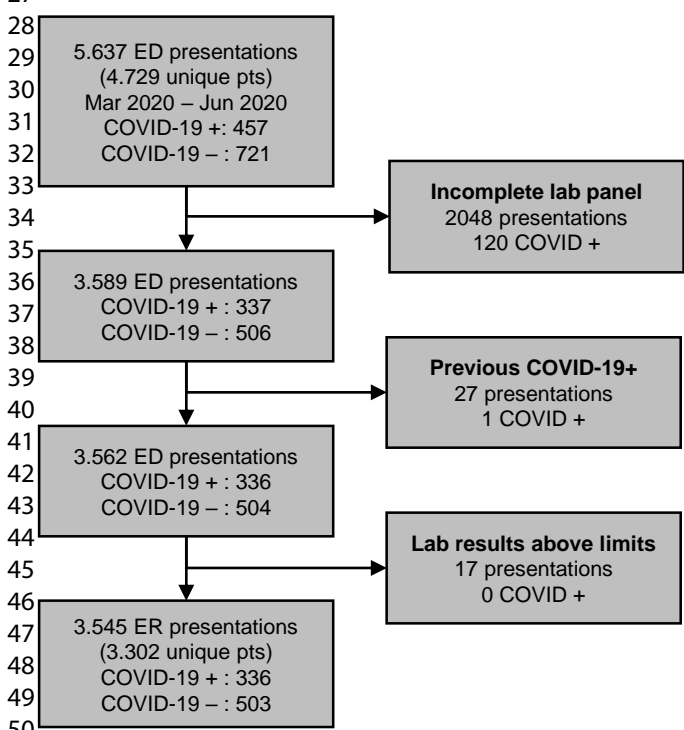 27
28
29
30
31
32
33
34
35
36
37
38
39
40
41
42
43
44
45
46
47
48
49
50
5.637 ED presentations
(4.729 unique pts)
Mar 2020 – Jun 2020
COVID-19 +: 457
COVID-19 – : 721
Incomplete lab panel
2048 presentations
120 COVID +
3.589 ED presentations
COVID-19 + : 337
COVID-19 – : 506
Previous COVID-19+
27 presentations
1 COVID +
3.562 ED presentations
COVID-19 + : 336
COVID-19 – : 504
Lab results above limits
17 presentations
0 COVID +
3.545 ER presentations
(3.302 unique pts)
COVID-19 + : 336
COVID-19 – : 503